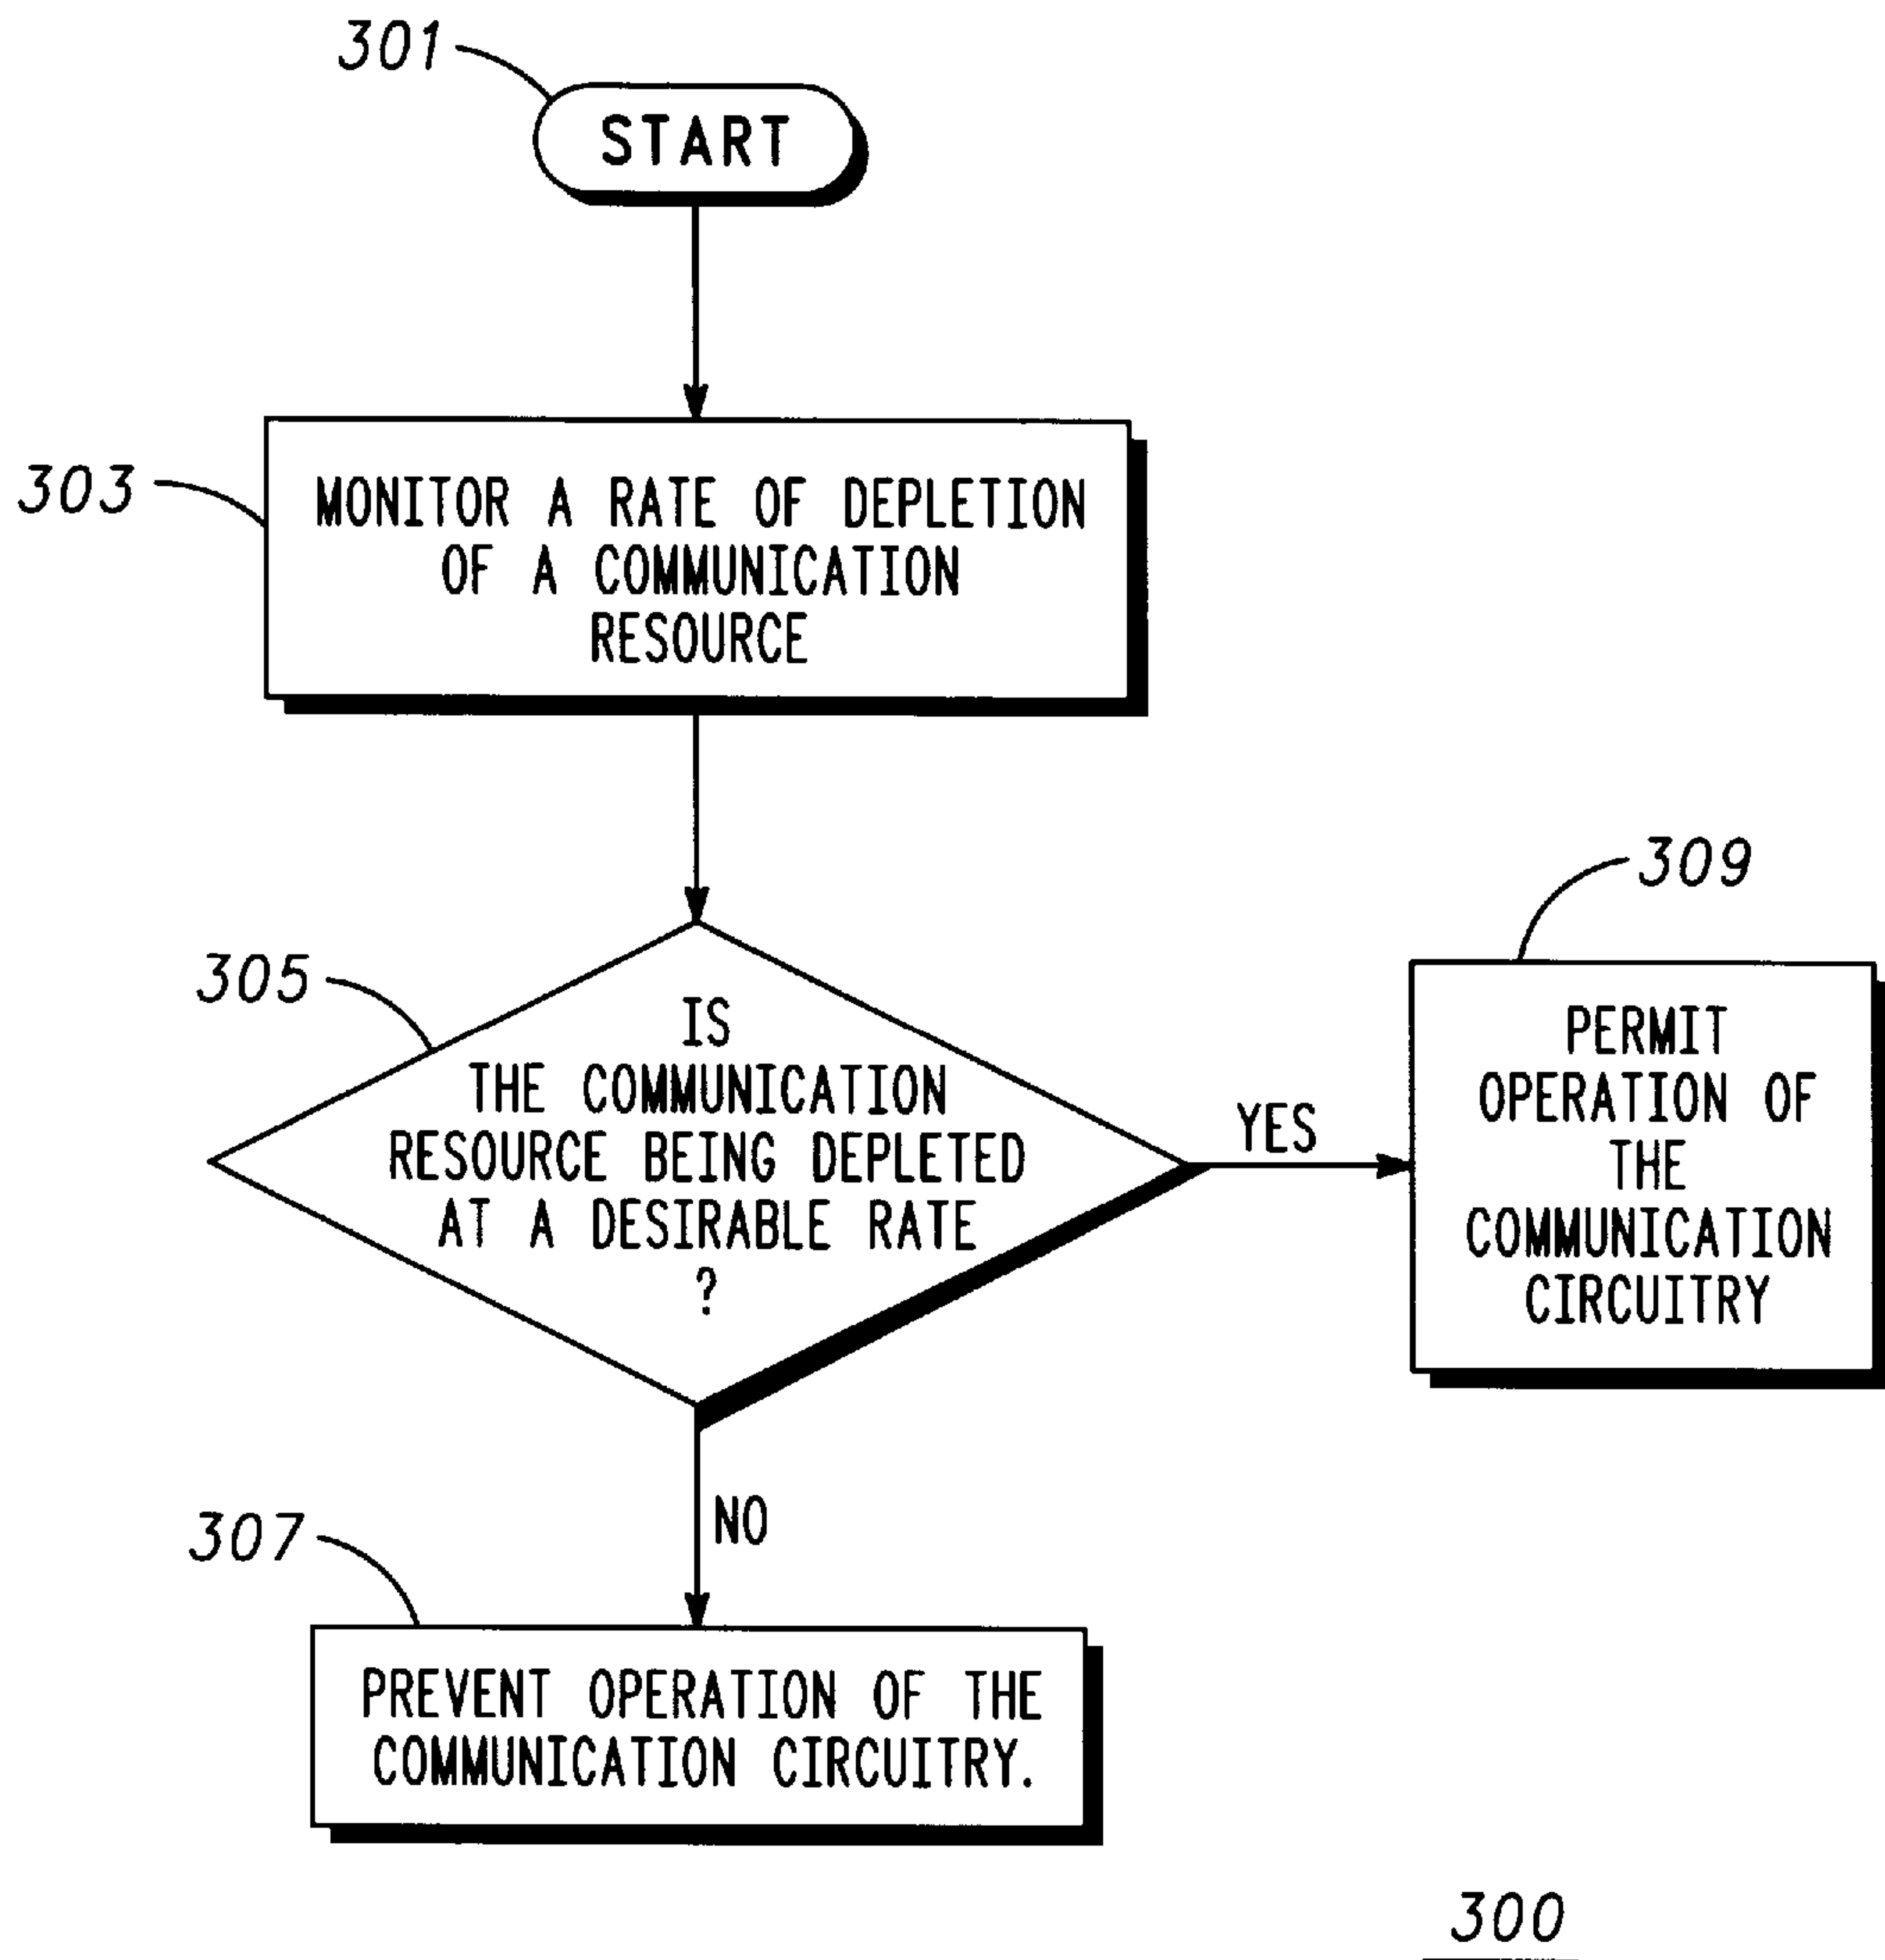 301
START
303
MONITOR A RATE OF DEPLETION
OF A COMMUNICATION
RESOURCE
305
IS
THE COMMUNICATION
RESOURCE BEING DEPLETED
AT A DESIRABLE RATE
?
YES
309
PERMIT
OPERATION OF
THE
COMMUNICATION
CIRCUITRY
NO
307
PREVENT OPERATION OF THE
COMMUNICATION CIRCUITRY.
300